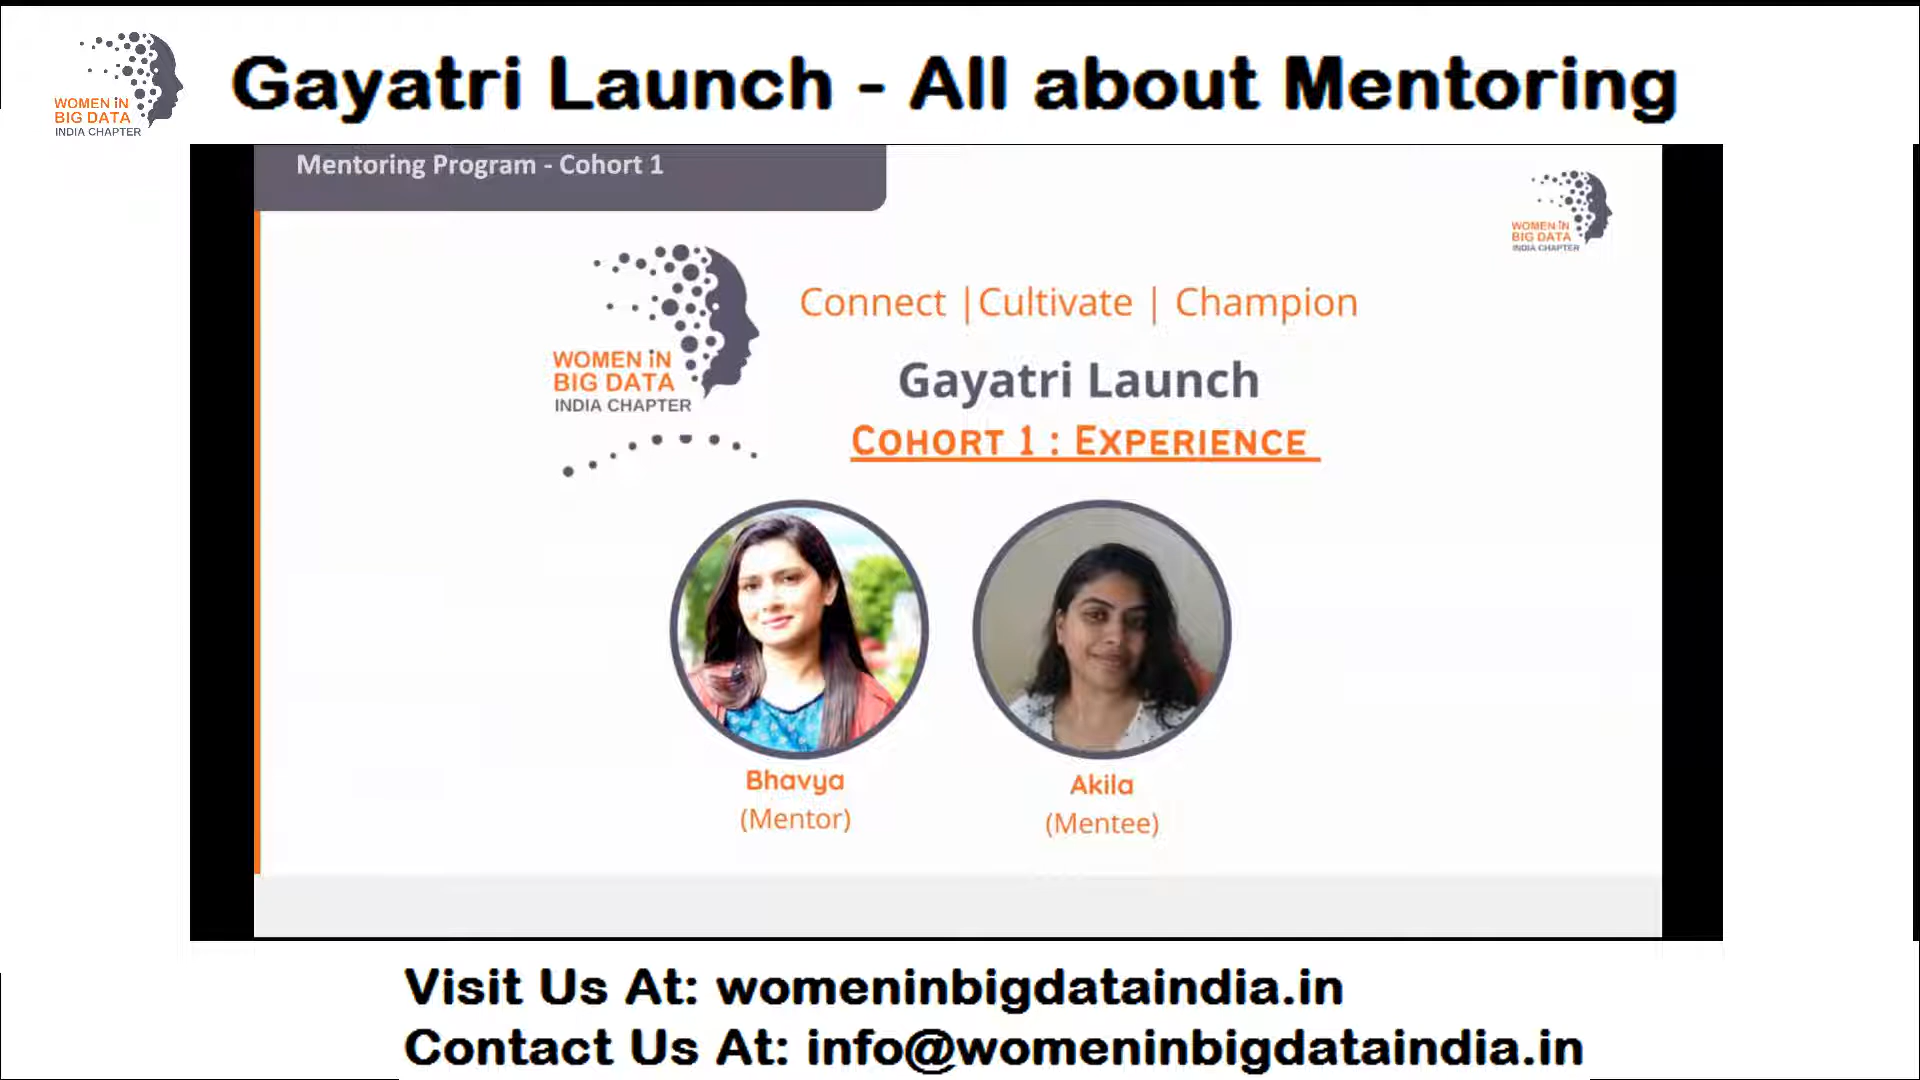 WOMEN iN
BIG DATA
INDIA CHAPTER
Gayatri Launch - All about Mentoring
Mentoring Program - Cohort 1
WOMEN iN
BIG DATA
INDIA CHAPTER
WOMEN iN
BIG DATA
INDIA CHAPTER
Connect |Cultivate | Champion
Gayatri Launch
COHORT 1 : EXPERIENCE
Bhavya
(Mentor)
Akila
(Mentee)
Visit Us At: womeninbigdataindia.in
Contact Us At: info@womeninbigdataindia.in